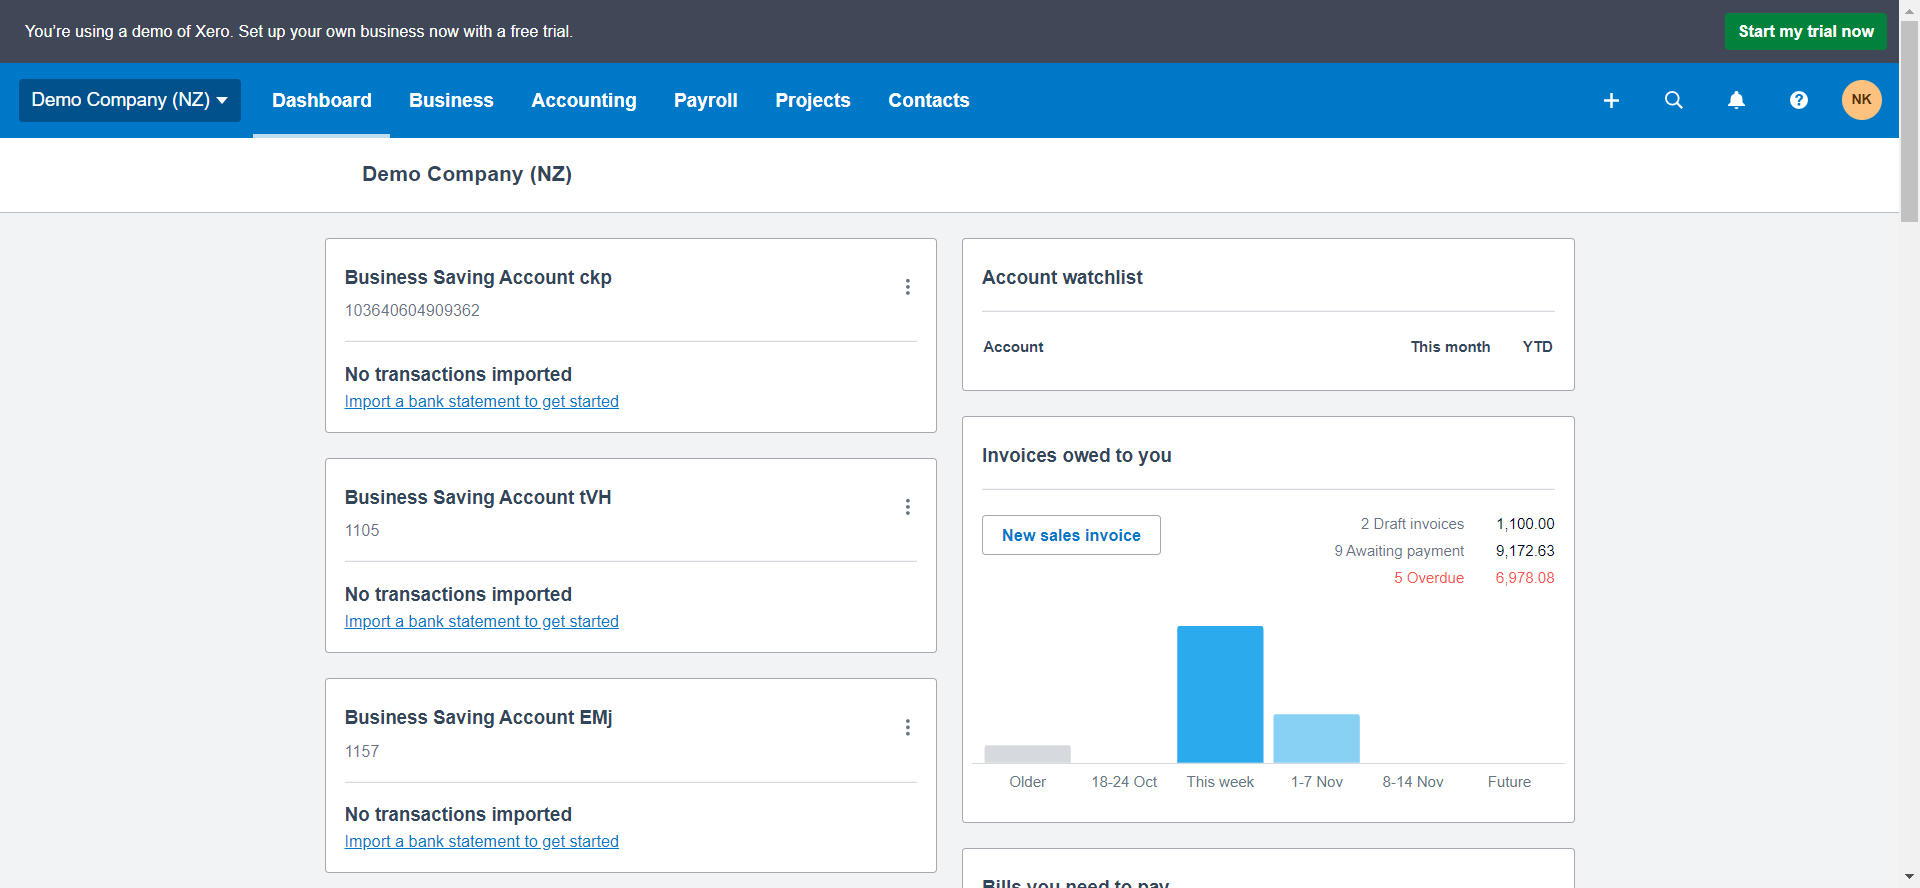 You're using a demo of Xero. Set up your own business now with a free trial.
Start my trial now
Demo Company (NZ)
Dashboard
Business
Accounting
Payroll
Projects
Contacts
NK
Demo Company (NZ)
Business Saving Account ckp
103640604909362
No transactions imported
Import a bank statement to get started
Business Saving Account tVH
1105
No transactions imported
Import a bank statement to get started
Business Saving Account EMj
1157
No transactions imported
Import a bank statement to get started
Account watchlist
Account This month YTD
Invoices owed to you
New sales invoice
2 Draft invoices 1,100.00
9 Awaiting payment 9,172.63
5 Overdue 6,978.08
Older 18-24 Oct This week 1-7 Nov 8-14 Nov Future
Bills you need to pay